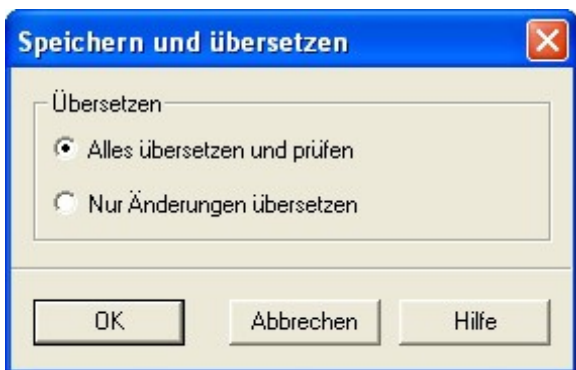 Speichern und übersetzen
Übersetzen
Alles übersetzen und prüfen
Nur Änderungen übersetzen
OK
Abbrechen
Hilfe